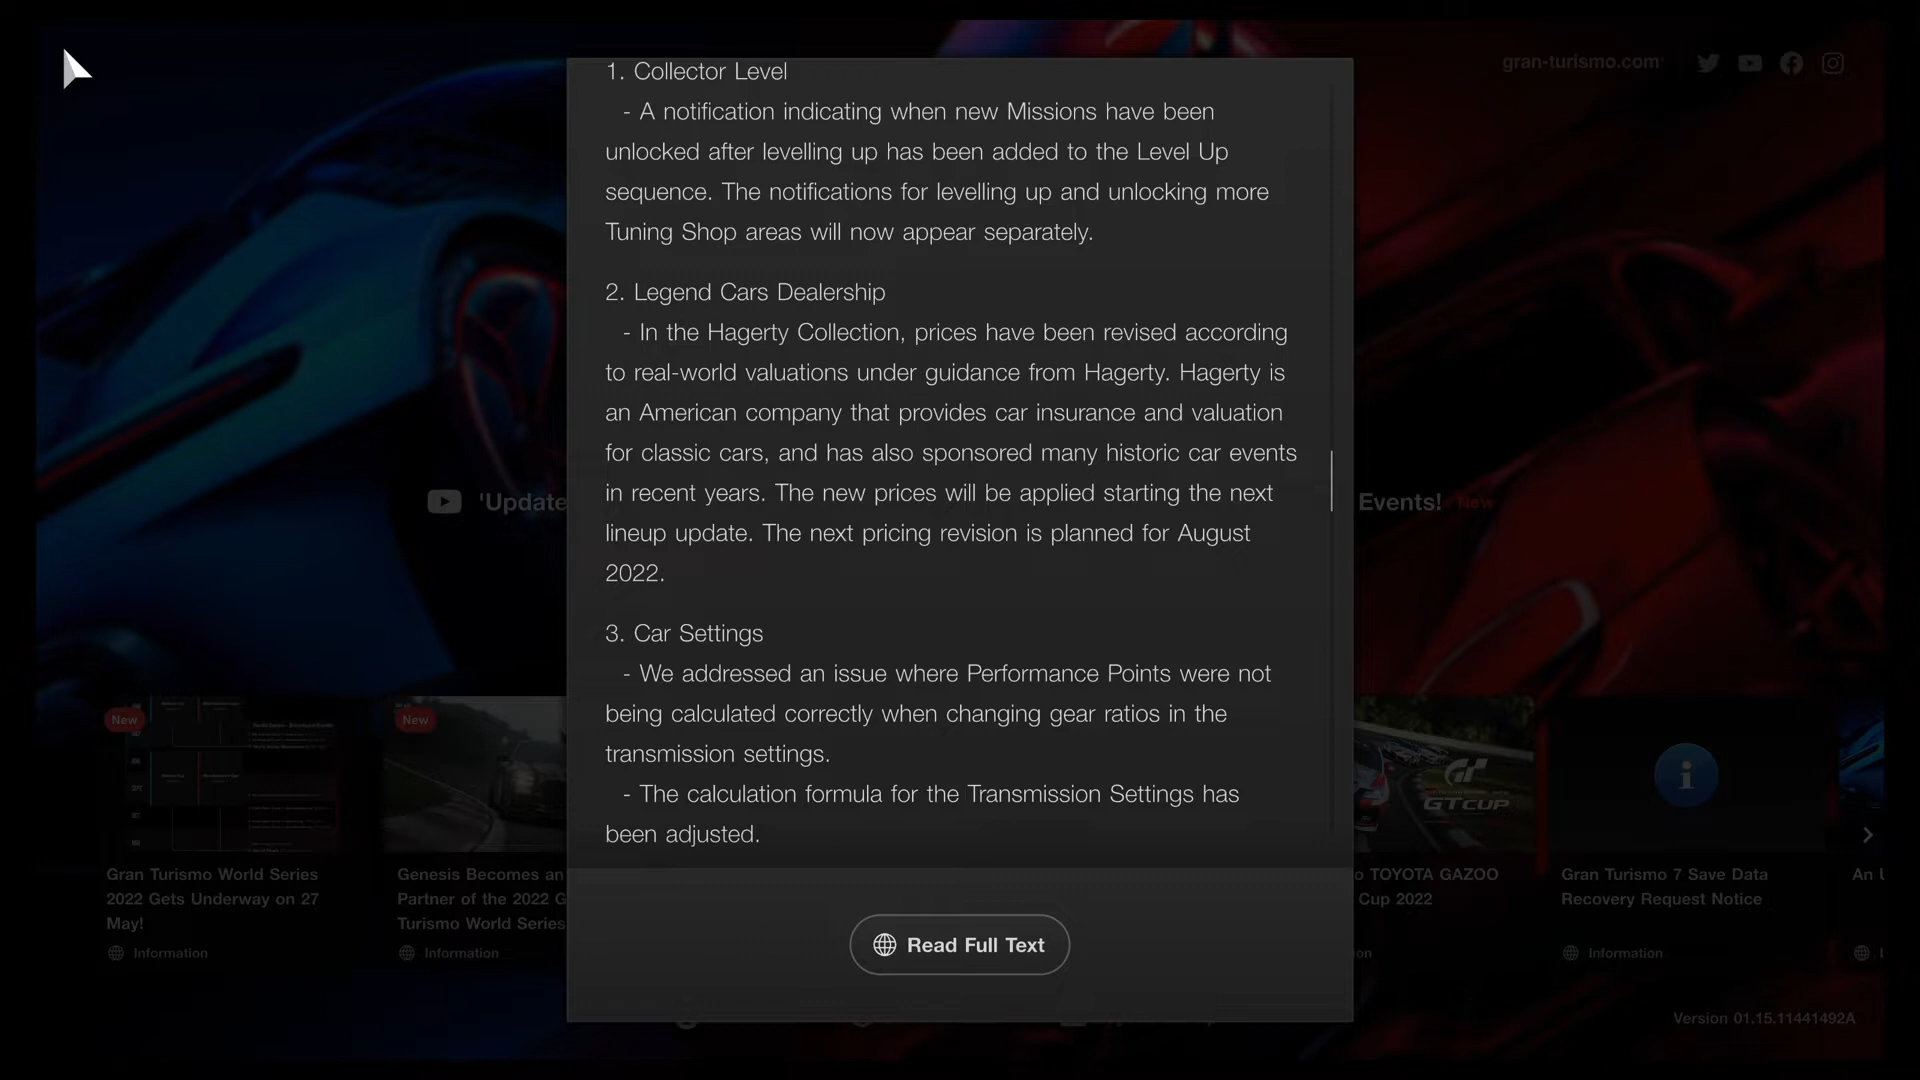 gran-turismo.com
1. Collector Level
- A notification indicating when new Missions have been
unlocked after levelling up has been added to the Level Up
sequence. The notifications for levelling up and unlocking more
Tuning Shop areas will now appear separately.
2. Legend Cars Dealership
- In the Hagerty Collection, prices have been revised according
to real-world valuations under guidance from Hagerty. Hagerty is
an American company that provides car insurance and valuation
for classic cars, and has also sponsored many historic car events
in recent years. The new prices will be applied starting the next
lineup update. The next pricing revision is planned for August
2022.
3. Car Settings
- We addressed an issue where Performance Points were not
being calculated correctly when changing gear ratios in the
transmission settings.
- The calculation formula for the Transmission Settings has
been adjusted.
Read Full Text
'Update
Events! New
New
Gran Turismo World Series
2022 Gets Underway on 27
May!
Information
New
Genesis Becomes an
Partner of the 2022 G
Turismo World Series
Information
GT CUP
o TOYOTA GAZOO
Cup 2022
on
i
Gran Turismo 7 Save Data
Recovery Request Notice
Information
An
Version 01.15.11441492A